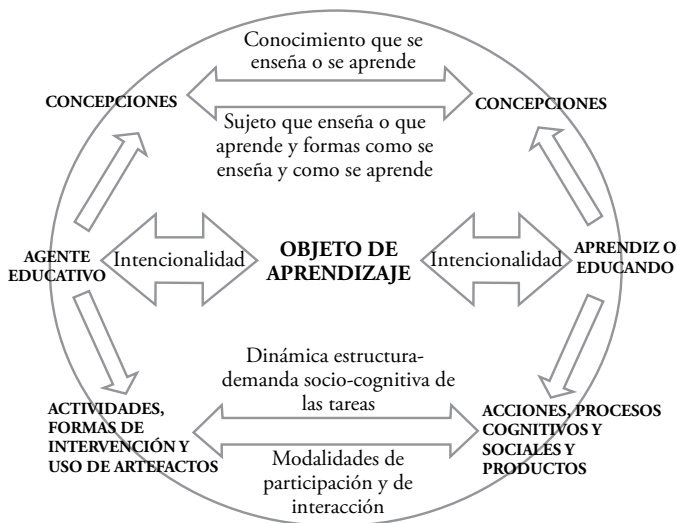 Conocimiento que se
enseña o se aprende
CONCEPCIONES
CONCEPCIONES
Sujeto que enseña o que
aprende y formas como se
enseña y como se aprende
AGENTE
EDUCATIVO
Intencionalidad
OBJETO DE
APRENDIZAJE
Intencionalidad
APRENDIZ O
EDUCANDO
Dinámica estructura-
demanda socio-cognitiva de
las tareas
ACTIVIDADES,
FORMAS DE
INTERVENCIÓN Y
USO DE ARTEFACTOS
ACCIONES, PROCESOS
COGNITIVOS Y
SOCIALES Y
PRODUCTOS
Modalidades de
participación y de
interacción